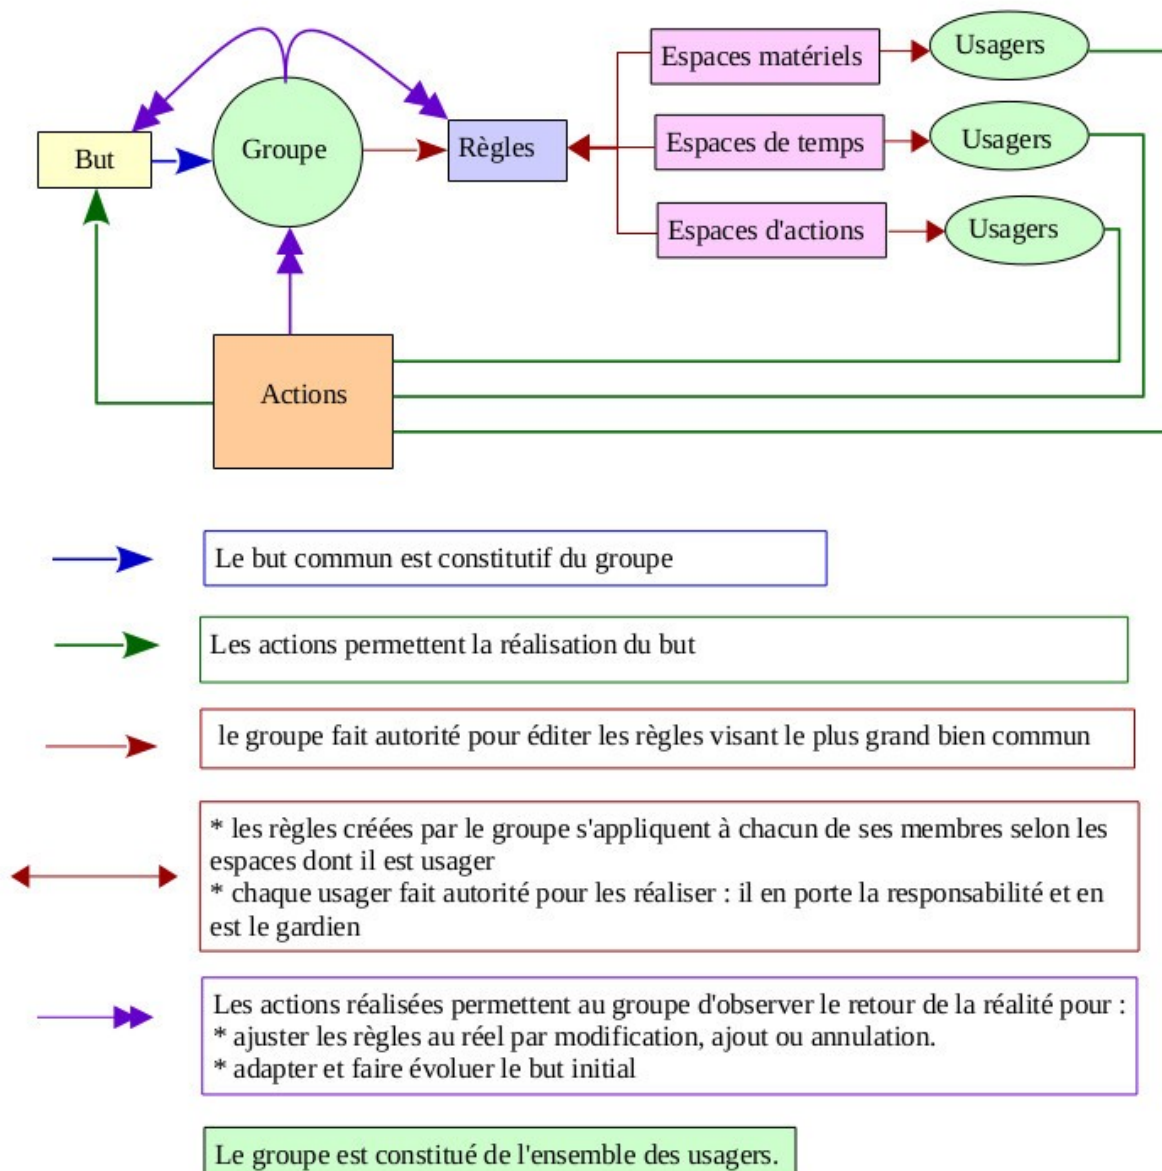 Espaces matériels
Usagers
But
Groupe
Règles
Espaces de temps
Usagers
Espaces d'actions
Usagers
Actions
Le but commun est constitutif du groupe
Les actions permettent la réalisation du but
le groupe fait autorité pour éditer les règles visant le plus grand bien commun
* les règles créées par le groupe s'appliquent à chacun de ses membres selon les
espaces dont il est usager
* chaque usager fait autorité pour les réaliser : il en porte la responsabilité et en
est le gardien
Les actions réalisées permettent au groupe d'observer le retour de la réalité pour :
* ajuster les règles au réel par modification, ajout ou annulation.
* adapter et faire évoluer le but initial
Le groupe est constitué de l'ensemble des usagers.